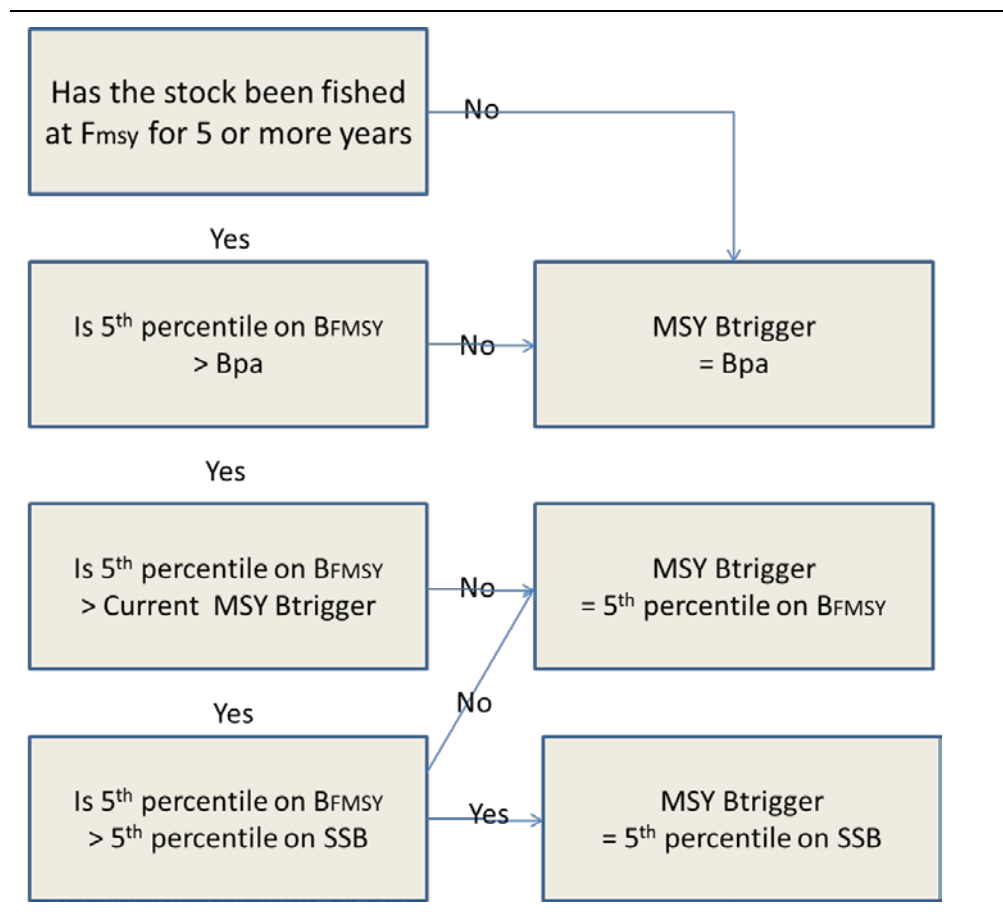 Has the stock been fished
at Fmsy for 5 or more years
No
Yes
Is 5th percentile on BFMSY
> Bpa
No
MSY Btrigger
= Bpa
Yes
Is 5th percentile on BFMSY
> Current MSY Btrigger
No
MSY Btrigger
= 5th percentile on BFMSY
No
Yes
Is 5th percentile on BFMSY
> 5th percentile on SSB
Yes
MSY Btrigger
= 5th percentile on SSB